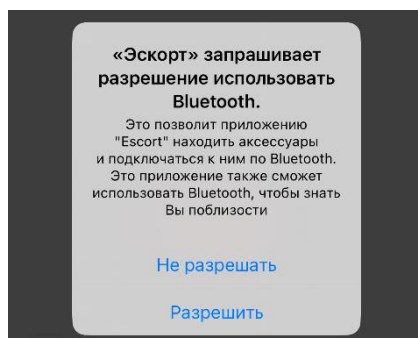 «Эскорт» запрашивает
разрешение использовать
Bluetooth.
Это позволит приложению
"Escort" находить аксессуары
и подключаться к ним по Bluetooth.
Это приложение также сможет
использовать Bluetooth, чтобы знать
Вы поблизости
Не разрешать
Разрешить